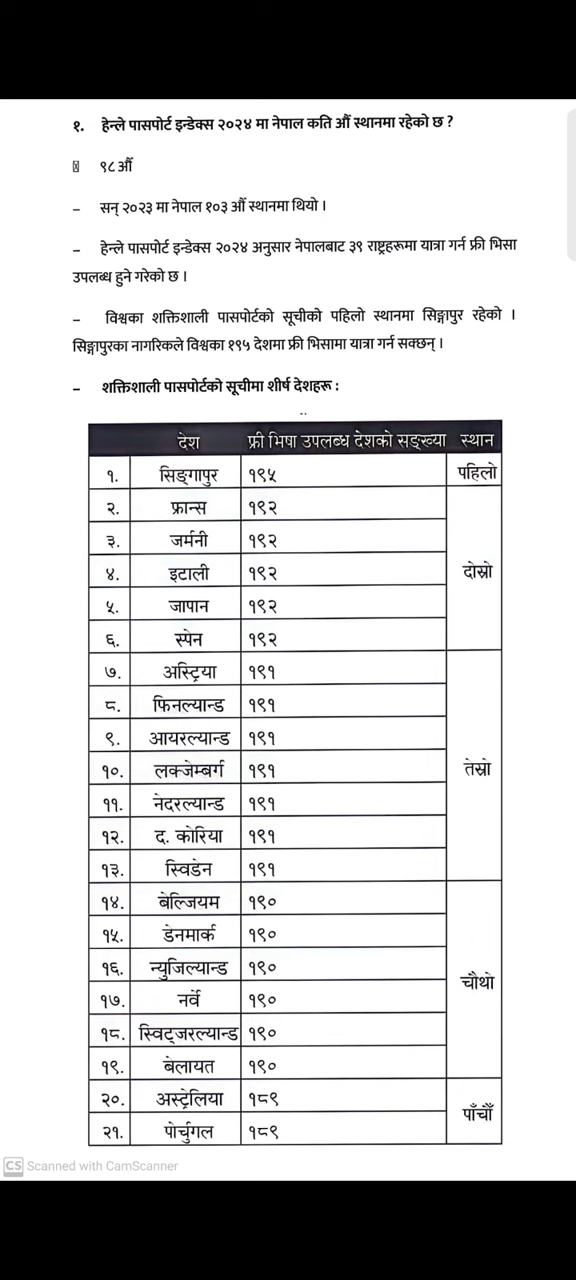 १. हेन्ले पासपोर्ट इन्डेक्स २०२४ मा नेपाल कति औं स्थानमा रहेको छ ?
९८औं
– सन् २०२३ मा नेपाल १०३ औं स्थानमा थियो ।
– हेन्ले पासपोर्ट इन्डेक्स २०२४ अनुसार नेपालबाट ३९ राष्ट्रहरूमा यात्रा गर्न फ्री भिसा
उपलब्ध हुने गरेको छ ।
– विश्वका शक्तिशाली पासपोर्टको सूचीको पहिलो स्थानमा सिङ्गापुर रहेको ।
सिङ्गापुरका नागरिकले विश्वका १९५ देशमा फ्री भिसामा यात्रा गर्न सक्छन् ।
– शक्तिशाली पासपोर्टको सूचीमा शीर्ष देशहरू :
देश फ्री भिषा उपलब्ध देशको सङ्ख्या स्थान
१. सिङ्गापुर १९५ पहिलो
२. फ्रान्स १९२
३. जर्मनी १९२
४. इटाली १९२ दोस्रो
५. जापान १९२
६. स्पेन १९२
७. अस्ट्रिया १९१
८. फिनल्याण्ड १९१
९. आयरल्याण्ड १९१
१०. लक्जेम्बर्ग १९१ तेस्रो
११. नेदरल्याण्ड १९१
१२. द. कोरिया १९१
१३. स्विडेन १९१
१४. बेल्जियम १९०
१५. डेनमार्क १९०
१६. न्युजिल्याण्ड १९० चौथो
१७. नर्वे १९०
१८. स्विट्जरल्याण्ड १९०
१९. बेलायत १९०
२०. अस्ट्रेलिया १८९ पाँचौँ
२१. पोर्चुगल १८९
CS Scanned with CamScanner